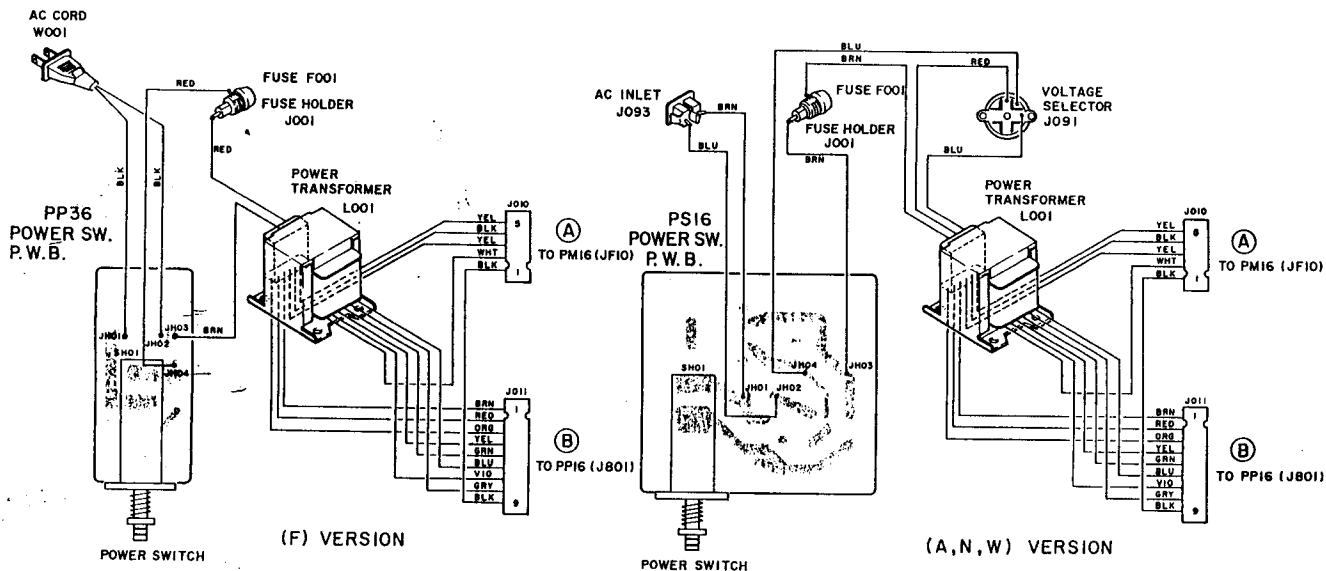 AC CORD
W001
RED
FUSE F001
FUSE HOLDER
J001
RED
BLK
BLK
POWER
TRANSFORMER
L001
PP36
POWER SW.
P.W.B.
JH01
JH03
JH02
BRN
SH01
JH04
YEL
BLK
YEL
WHT
BLK
J010
5
1
A
TO PM16 (JF10)
BRN
RED
ORG
YEL
GRN
BLU
VIO
GRY
BLK
J011
1
9
B
TO PP16 (J801)
POWER SWITCH
(F) VERSION
BLU
BRN
RED
AC INLET
J093
BRN
BLU
FUSE F001
FUSE HOLDER
J001
BRN
VOLTAGE
SELECTOR
J091
BLU
POWER
TRANSFORMER
L001
PS16
POWER SW.
P.W.B.
SH01
JH01
JH02
JH04
JH03
YEL
BLK
YEL
WHT
BLK
J010
1
A
TO PM16 (JF10)
BRN
RED
ORG
YEL
GRN
BLU
VIO
GRY
BLK
J011
1
9
B
TO PP16 (J801)
POWER SWITCH
(A,N,W) VERSION